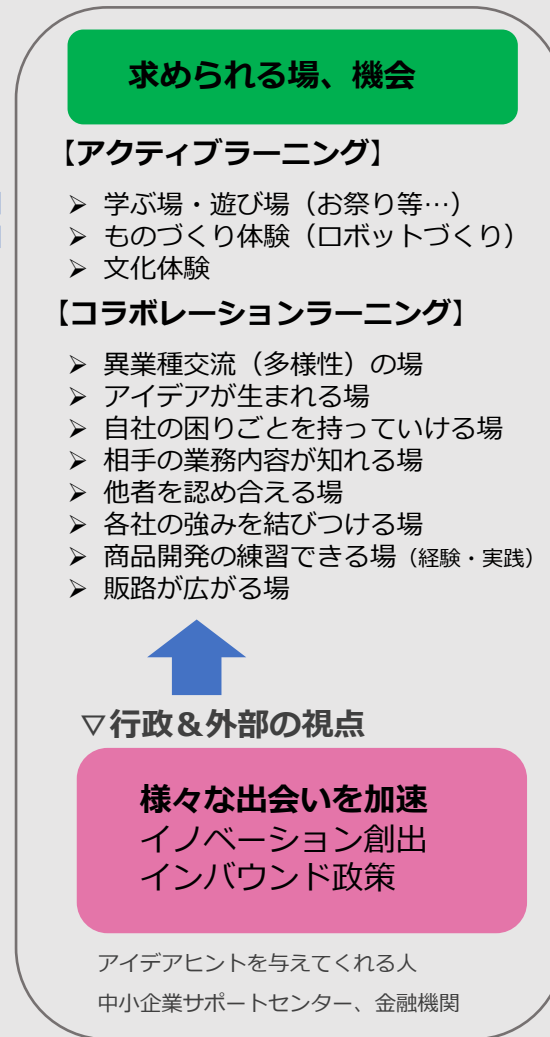 求められる場、機会
【アクティブラーニング】
➢ 学ぶ場・遊び場（お祭り等…）
➢ ものづくり体験（ロボットづくり）
➢ 文化体験
【コラボレーションラーニング】
➢ 異業種交流（多様性）の場
➢ アイデアが生まれる場
➢ 自社の困りごとを持っていける場
➢ 相手の業務内容が知れる場
➢ 他者を認め合える場
➢ 各社の強みを結びつける場
➢ 商品開発の練習できる場（経験・実践）
➢ 販路が広がる場
▽行政＆外部の視点
様々な出会いを加速
イノベーション創出
インバウンド政策
アイデアヒントを与えてくれる人
中小企業サポートセンター、金融機関